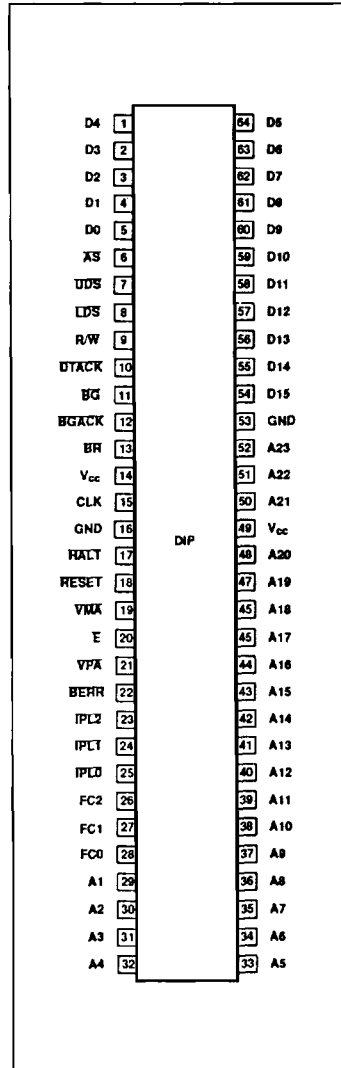 D4 1 64 D5
D3 2 63 D6
D2 3 62 D7
D1 4 61 D8
D0 5 60 D9
AS 6 59 D10
UDS 7 58 D11
LDS 8 57 D12
R/W 9 56 D13
DTACK 10 55 D14
BG 11 54 D15
BGACK 12 53 GND
BR 13 52 A23
Vcc 14 51 A22
CLK 15 50 A21
GND 16 49 Vcc
DIP
HALT 17 48 A20
RESET 18 47 A19
VMA 19 45 A18
E 20 45 A17
VPA 21 44 A16
BERR 22 43 A15
IPL2 23 42 A14
IPL1 24 41 A13
IPL0 25 40 A12
FC2 26 39 A11
FC1 27 38 A10
FC0 28 37 A9
A1 29 36 A8
A2 30 35 A7
A3 31 34 A6
A4 32 33 A5